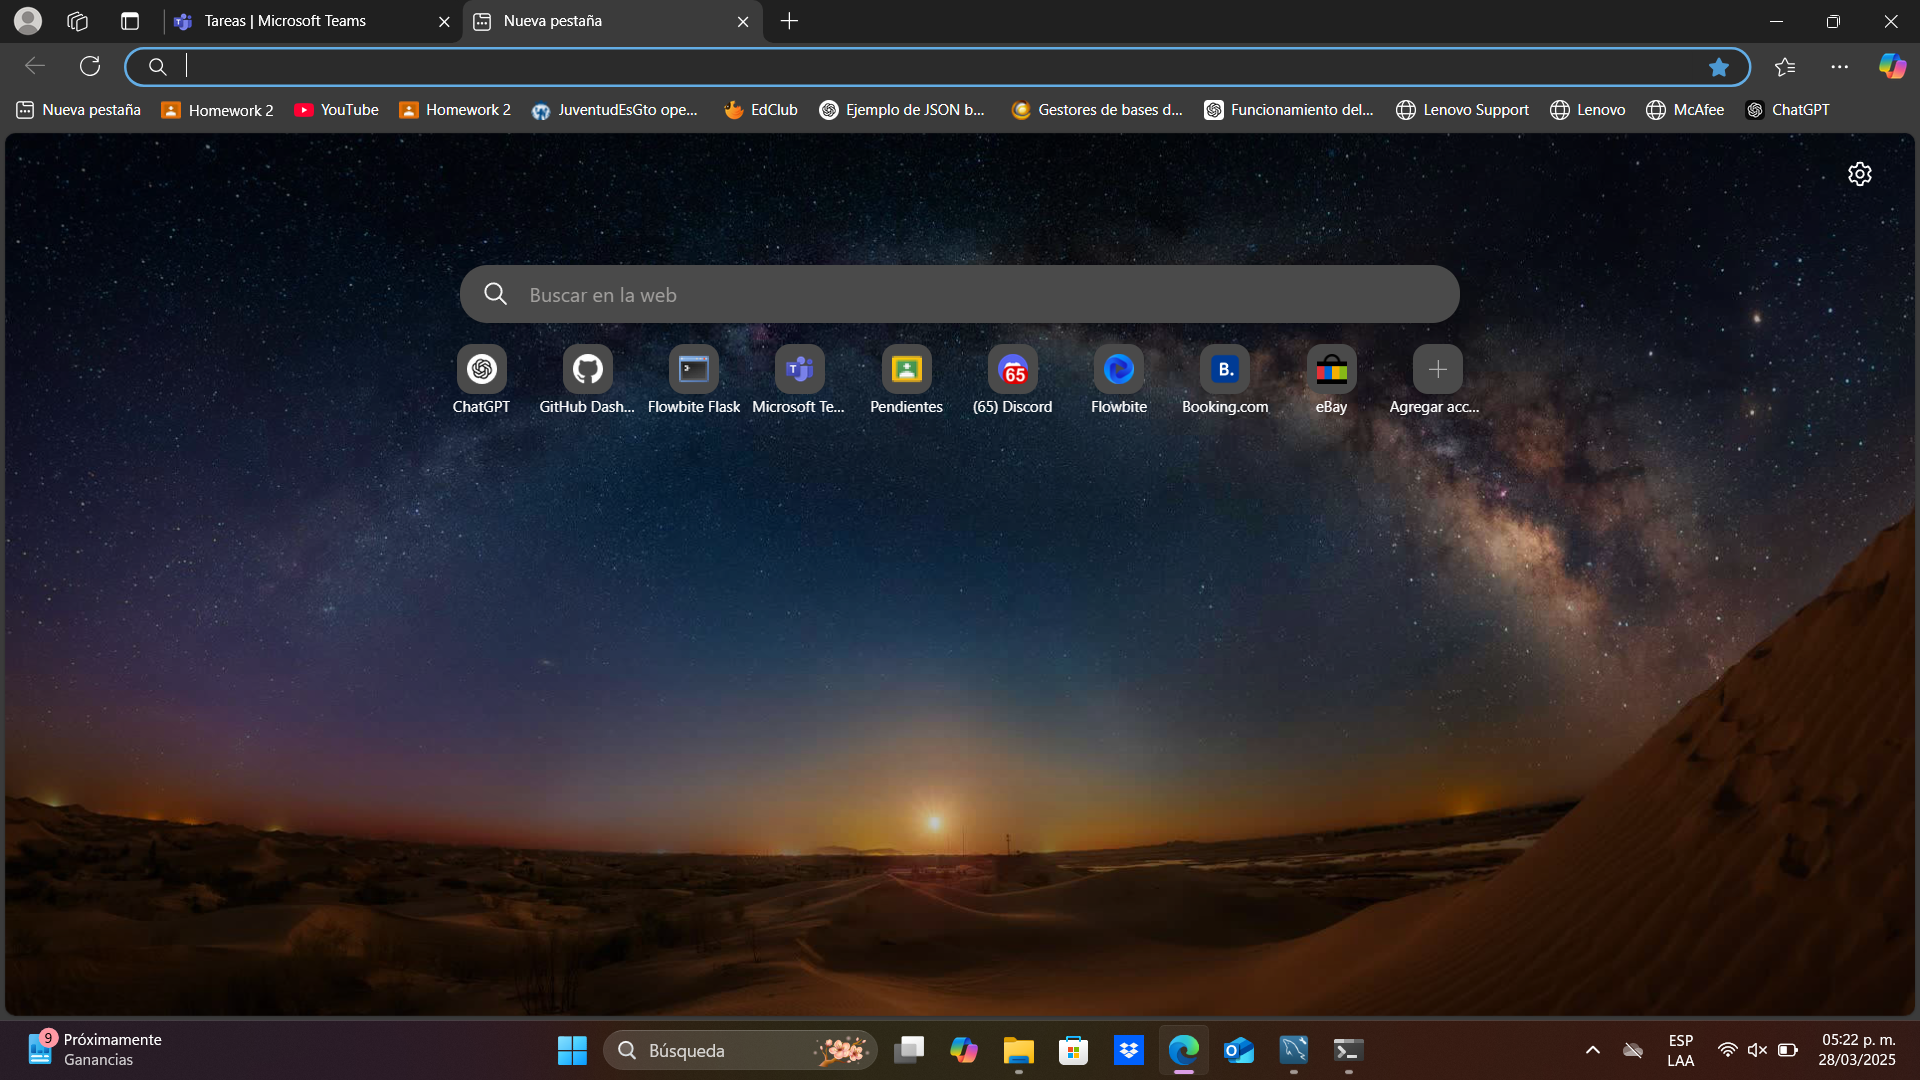 Tareas | Microsoft Teams
Nueva pestaña
Nueva pestaña
Homework 2
YouTube
Homework 2
JuventudEsGto ope...
EdClub
Ejemplo de JSON b...
Gestores de bases d...
Funcionamiento del...
Lenovo Support
Lenovo
McAfee
ChatGPT
Buscar en la web
65
B.
ChatGPT
GitHub Dash...
Flowbite Flask
Microsoft Te...
Pendientes
(65) Discord
Flowbite
Booking.com
eBay
Agregar acc...
9
Próximamente
Ganancias
Búsqueda
ESP
LAA
05:22 p. m.
28/03/2025